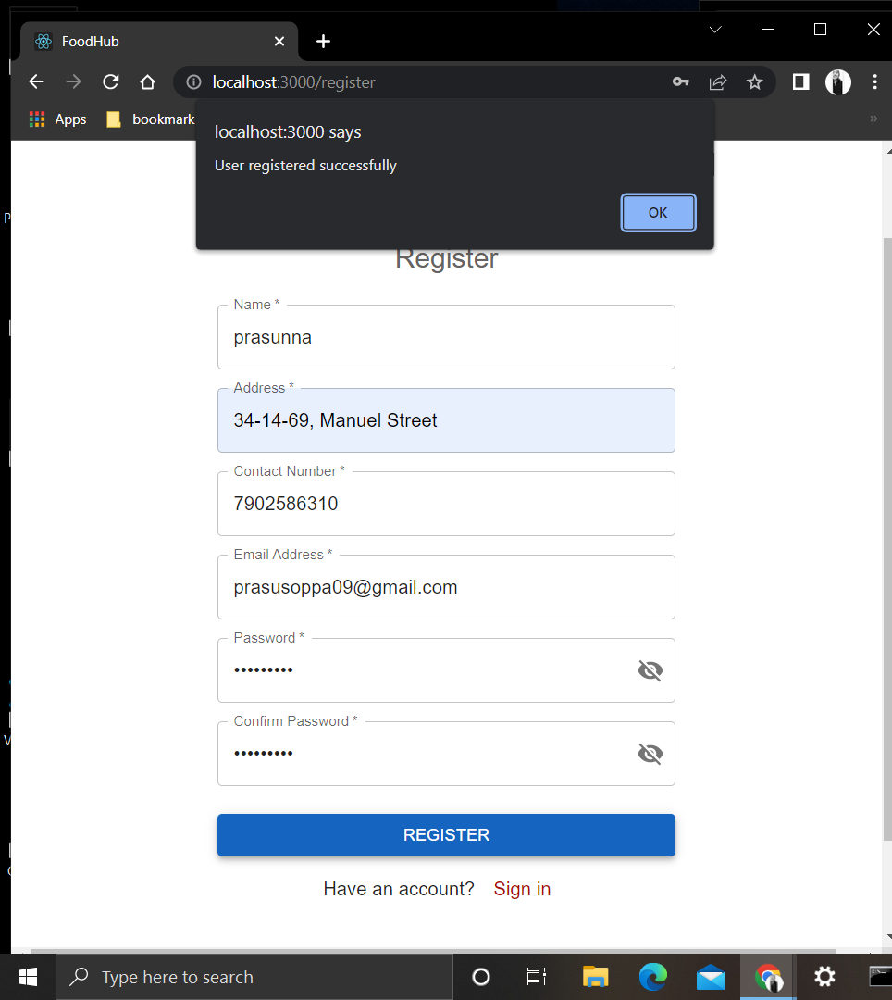 FoodHub
localhost:3000/register
Apps
bookmark
localhost:3000 says
User registered successfully
OK
Register
Name *
prasunna
Address *
34-14-69, Manuel Street
Contact Number *
7902586310
Email Address *
prasusoppa09@gmail.com
Password *
•••••••••
Confirm Password *
•••••••••
REGISTER
Have an account? Sign in
Type here to search